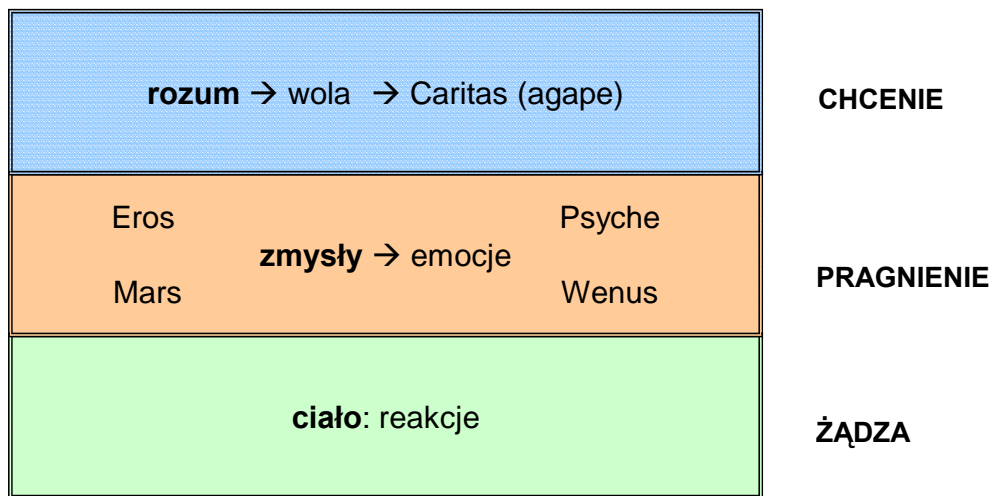 rozum → wola → Caritas (agape)
CHCENIE
Eros Psyche
zmysły → emocje
PRAGNIENIE
Mars Wenus
ciało: reakcje
ŻĄDZA